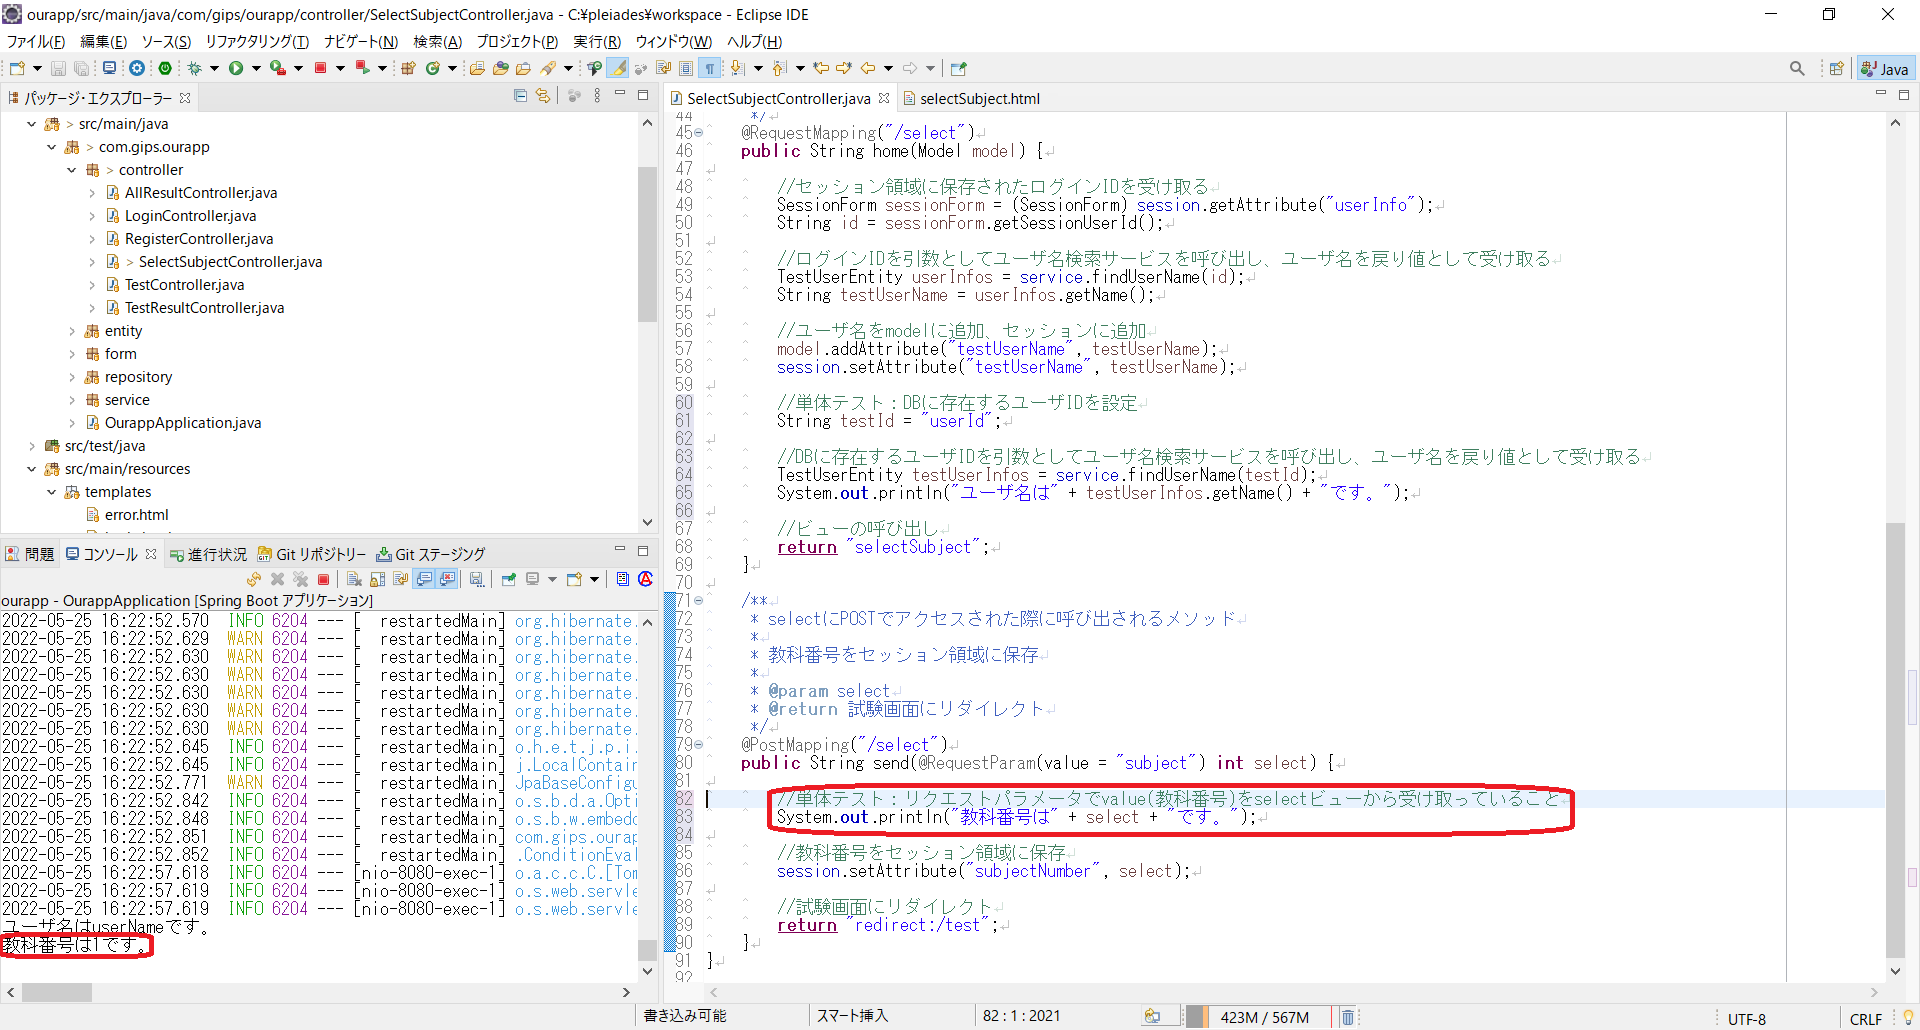 ourapp/src/main/java/com/gips/ourapp/controller/SelectSubjectController.java - C:¥pleiades¥workspace - Eclipse IDE
ファイル(F) 編集(E) ソース(S) リファクタリング(T) ナビゲート(N) 検索(A) プロジェクト(P) 実行(R) ウィンドウ(W) ヘルプ(H)
Java
パッケージ・エクスプローラー
> src/main/java
> com.gips.ourapp
> controller
AllResultController.java
LoginController.java
RegisterController.java
> SelectSubjectController.java
TestController.java
TestResultController.java
entity
form
repository
service
OurappApplication.java
src/test/java
src/main/resources
templates
error.html
問題 コンソール 進行状況 Git リポジトリー Git ステージング
ourapp - OurappApplication [Spring Boot アプリケーション]
2022-05-25 16:22:52.570 INFO 6204 --- [ restartedMain] org.hibernate.
2022-05-25 16:22:52.629 WARN 6204 --- [ restartedMain] org.hibernate.
2022-05-25 16:22:52.630 WARN 6204 --- [ restartedMain] org.hibernate.
2022-05-25 16:22:52.630 WARN 6204 --- [ restartedMain] org.hibernate.
2022-05-25 16:22:52.630 WARN 6204 --- [ restartedMain] org.hibernate.
2022-05-25 16:22:52.630 WARN 6204 --- [ restartedMain] org.hibernate.
2022-05-25 16:22:52.630 WARN 6204 --- [ restartedMain] org.hibernate.
2022-05-25 16:22:52.645 INFO 6204 --- [ restartedMain] o.h.e.t.j.p.i.
2022-05-25 16:22:52.645 INFO 6204 --- [ restartedMain] j.LocalContain
2022-05-25 16:22:52.771 WARN 6204 --- [ restartedMain] JpaBaseConfigu
2022-05-25 16:22:52.842 INFO 6204 --- [ restartedMain] o.s.b.d.a.Opti
2022-05-25 16:22:52.848 INFO 6204 --- [ restartedMain] o.s.b.w.embedd
2022-05-25 16:22:52.851 INFO 6204 --- [ restartedMain] com.gips.ourap
2022-05-25 16:22:52.852 INFO 6204 --- [ restartedMain] .ConditionEval
2022-05-25 16:22:57.618 INFO 6204 --- [nio-8080-exec-1] o.a.c.c.C.[Tom
2022-05-25 16:22:57.619 INFO 6204 --- [nio-8080-exec-1] o.s.web.servle
2022-05-25 16:22:57.619 INFO 6204 --- [nio-8080-exec-1] o.s.web.servle
ユーザ名はuserNameです。
教科番号は1です。
SelectSubjectController.java selectSubject.html
44 */
45 @RequestMapping("/select")
46 public String home(Model model) {
47
48 //セッション領域に保存されたログインIDを受け取る
49 SessionForm sessionForm = (SessionForm) session.getAttribute("userInfo");
50 String id = sessionForm.getSessionUserId();
51
52 //ログインIDを引数としてユーザ名検索サービスを呼び出し、ユーザ名を戻り値として受け取る
53 TestUserEntity userInfos = service.findUserName(id);
54 String testUserName = userInfos.getName();
55
56 //ユーザ名をmodelに追加、セッションに追加
57 model.addAttribute("testUserName", testUserName);
58 session.setAttribute("testUserName", testUserName);
59
60 //単体テスト：DBに存在するユーザIDを設定
61 String testId = "userId";
62
63 //DBに存在するユーザIDを引数としてユーザ名検索サービスを呼び出し、ユーザ名を戻り値として受け取る
64 TestUserEntity testUserInfos = service.findUserName(testId);
65 System.out.println("ユーザ名は" + testUserInfos.getName() + "です。");
66
67 //ビューの呼び出し
68 return "selectSubject";
69 }
70
71 /**
72 * selectにPOSTでアクセスされた際に呼び出されるメソッド
73 *
74 * 教科番号をセッション領域に保存
75 *
76 * @param select
77 * @return 試験画面にリダイレクト
78 */
79 @PostMapping("/select")
80 public String send(@RequestParam(value = "subject") int select) {
81
82 //単体テスト：リクエストパラメータでvalue(教科番号)をselectビューから受け取っていること
83 System.out.println("教科番号は" + select + "です。");
84
85 //教科番号をセッション領域に保存
86 session.setAttribute("subjectNumber", select);
87
88 //試験画面にリダイレクト
89 return "redirect:/test";
90 }
91 }
92
書き込み可能 スマート挿入 82 : 1 : 2021 423M / 567M UTF-8 CRLF